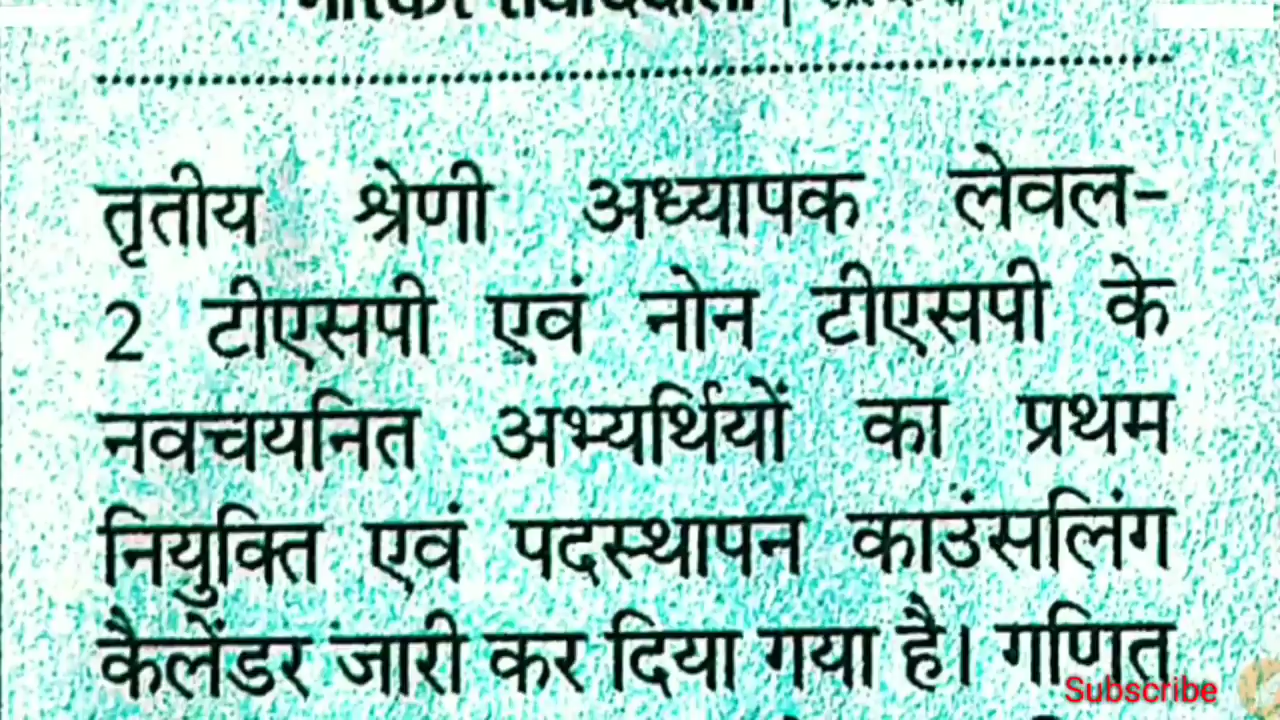 तृतीय श्रेणी अध्यापक लेवल-
2 टीएसपी एवं नोन टीएसपी के
नवचयनित अभ्यर्थियों का प्रथम
नियुक्ति एवं पदस्थापन काउंसलिंग
कैलेंडर जारी कर दिया गया है। गणित
Subscribe